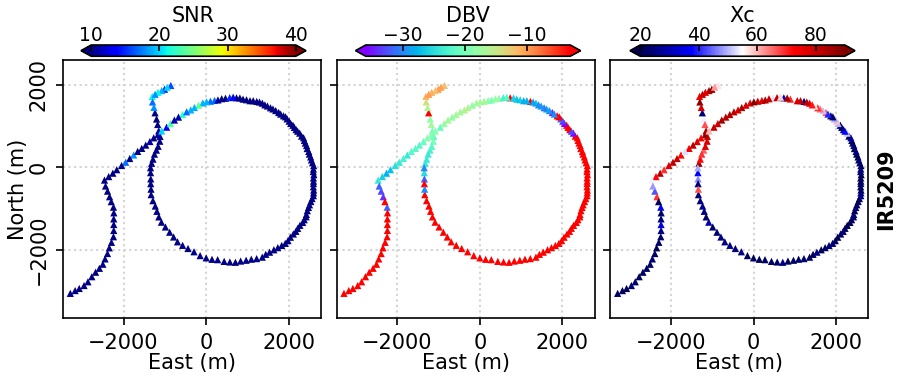 SNR DBV Xc
10 20 30 40 −30 −20 −10 20 40 60 80
2000
0
−2000
North (m)
IR5209
−2000 0 2000 −2000 0 2000 −2000 0 2000
East (m) East (m) East (m)